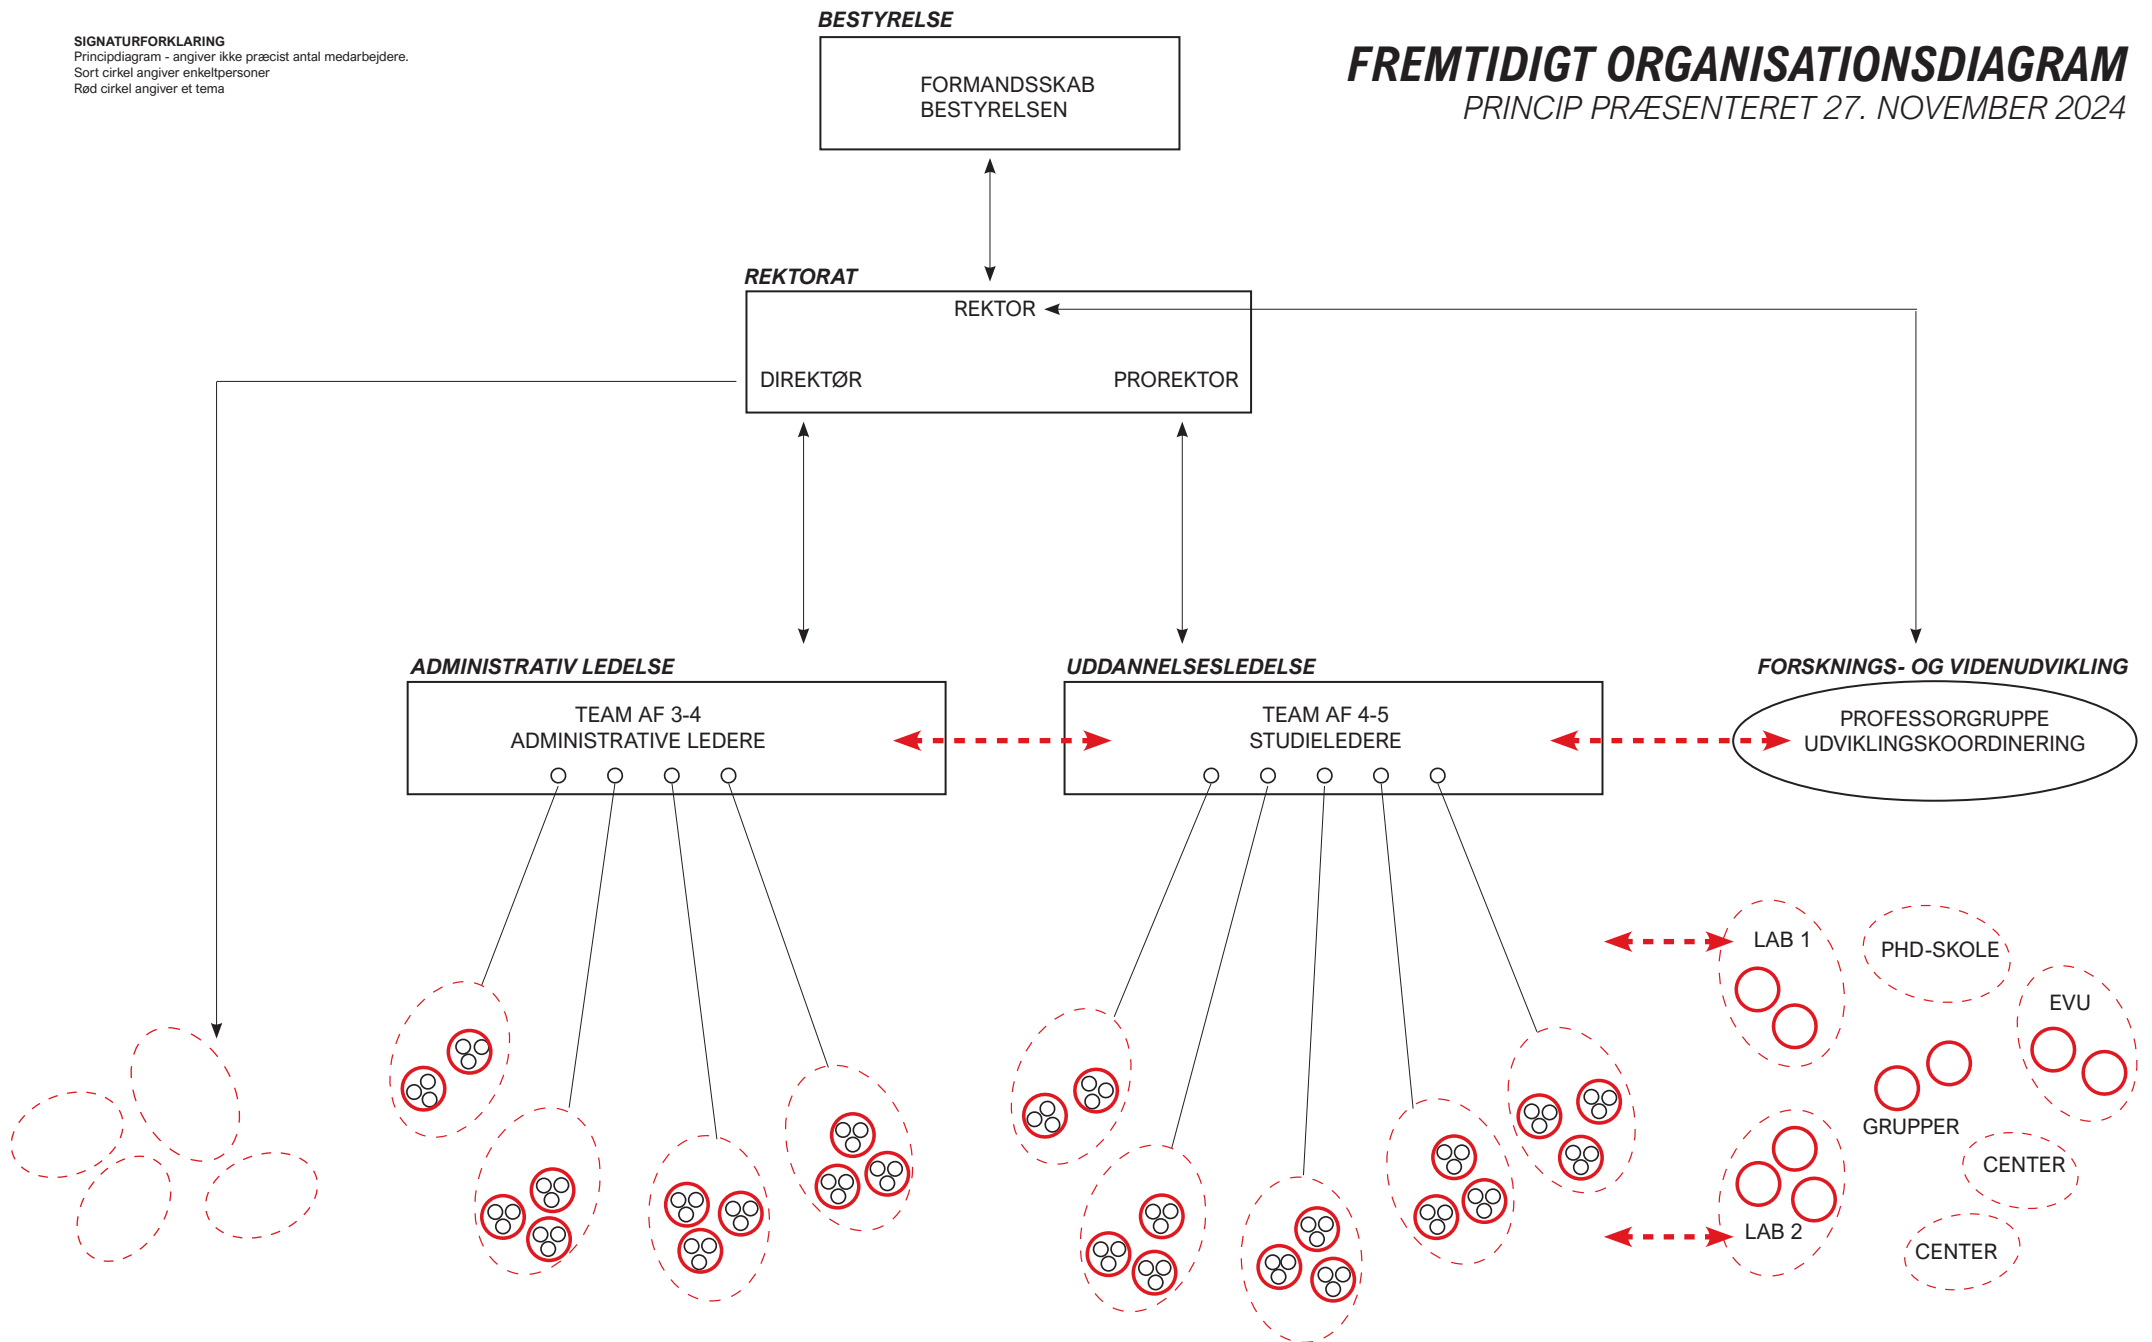 SIGNATURFORKLARING
Principdiagram - angiver ikke præcist antal medarbejdere.
Sort cirkel angiver enkeltpersoner
Rød cirkel angiver et tema
FREMTIDIGT ORGANISATIONSDIAGRAM
PRINCIP PRÆSENTERET 27. NOVEMBER 2024
BESTYRELSE
FORMANDSSKAB
BESTYRELSEN
REKTORAT
REKTOR
DIREKTØR
PROREKTOR
ADMINISTRATIV LEDELSE
TEAM AF 3-4
ADMINISTRATIVE LEDERE
UDDANNELSESLEDELSE
TEAM AF 4-5
STUDIELEDERE
FORSKNINGS- OG VIDENUDVIKLING
PROFESSORGRUPPE
UDVIKLINGSKOORDINERING
LAB 1
PHD-SKOLE
EVU
GRUPPER
CENTER
LAB 2
CENTER